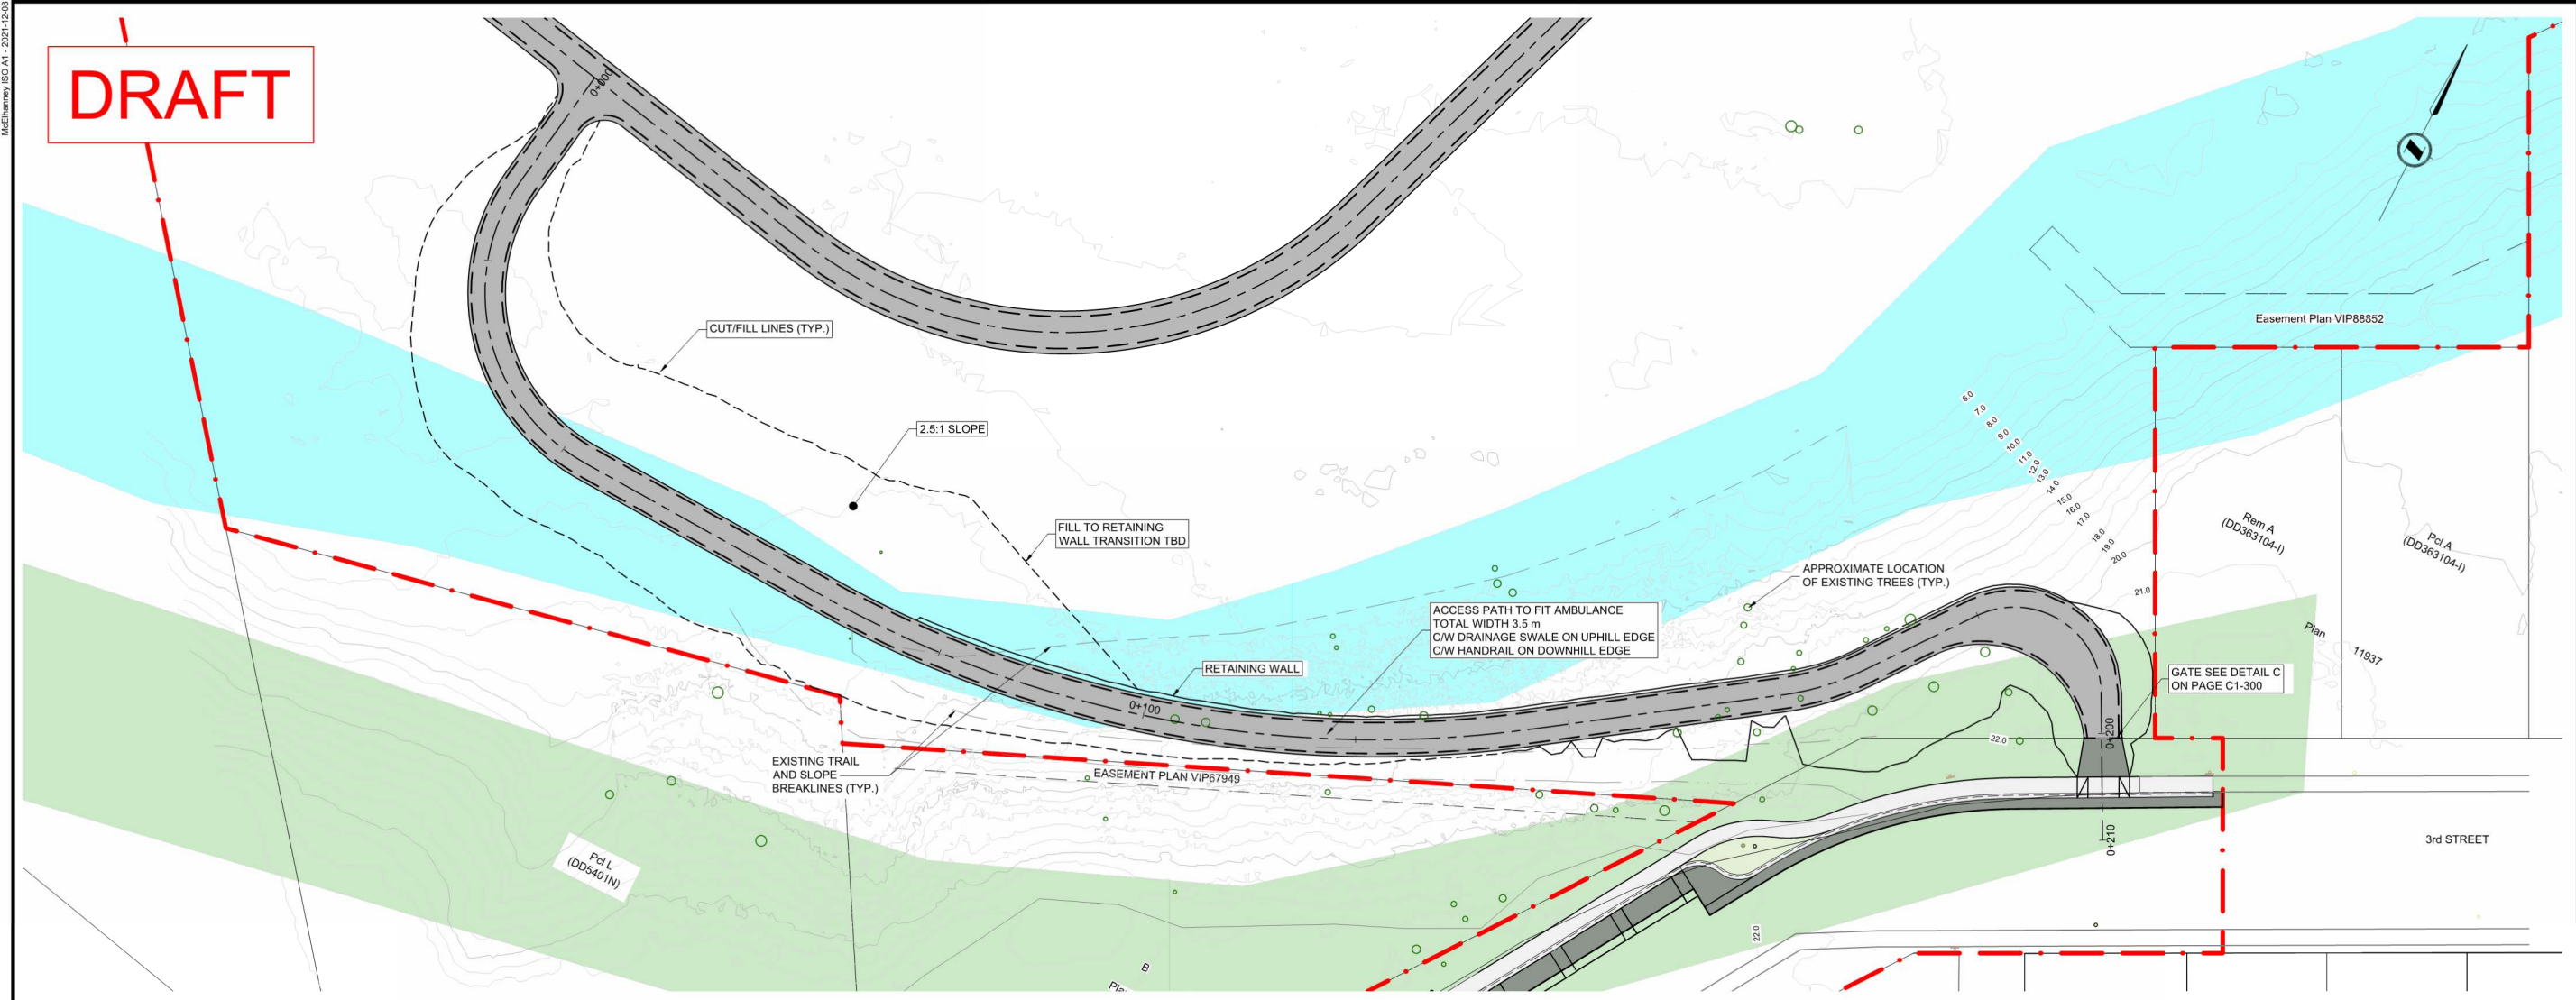 McElhanney ISO A1 - 2021-12-08
DRAFT
0+000
CUT/FILL LINES (TYP.)
2.5:1 SLOPE
FILL TO RETAINING
WALL TRANSITION TBD
Easement Plan VIP88852
6.0
7.0
8.0
9.0
10.0
11.0
12.0
13.0
14.0
15.0
16.0
17.0
18.0
19.0
20.0
21.0
Rem A
(DD363104-I)
Pcl A
(DD363104-I)
APPROXIMATE LOCATION
OF EXISTING TREES (TYP.)
ACCESS PATH TO FIT AMBULANCE
TOTAL WIDTH 3.5 m
C/W DRAINAGE SWALE ON UPHILL EDGE
C/W HANDRAIL ON DOWNHILL EDGE
RETAINING WALL
Plan
11937
GATE SEE DETAIL C
ON PAGE C1-300
0+100
0+200
22.0
EXISTING TRAIL
AND SLOPE
BREAKLINES (TYP.)
EASEMENT PLAN VIP67949
0+210
3rd STREET
Pcl L
(DD5401N)
22.0
B